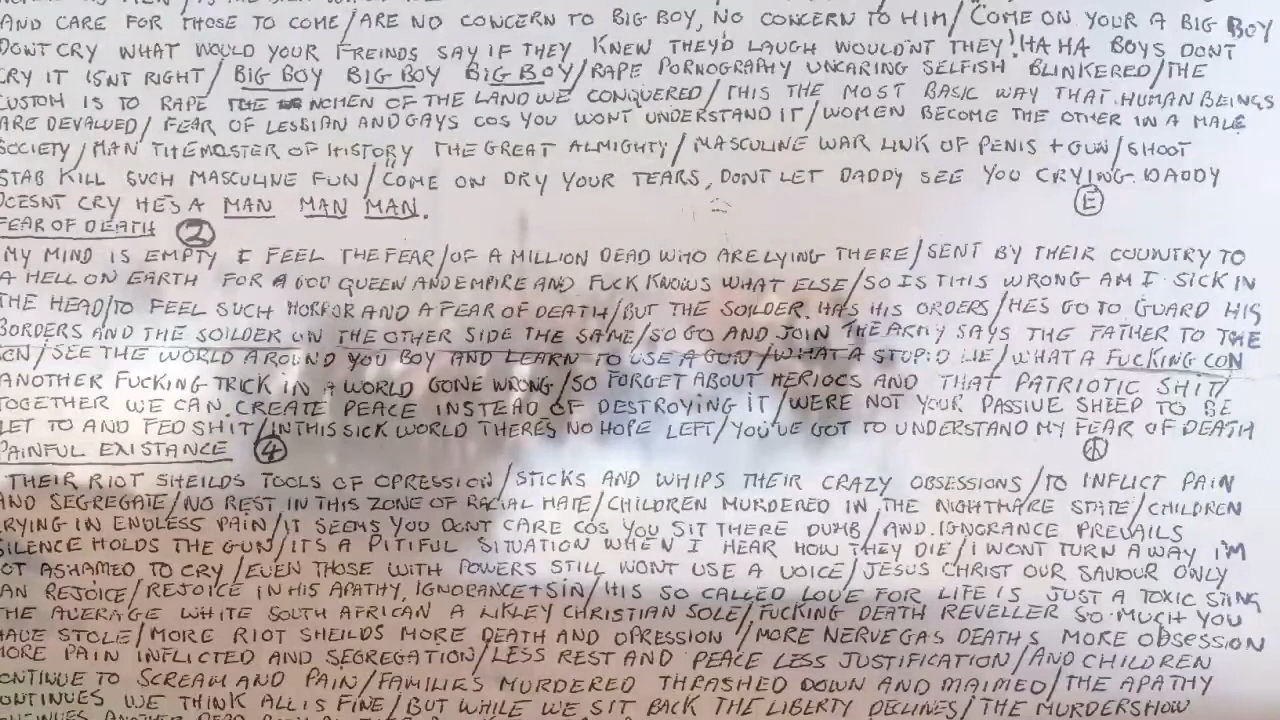 AND CARE FOR THOSE TO COME/ARE NO CONCERN TO BIG BOY, NO CONCERN TO HIM/COME ON YOUR A BIG BOY
DONT CRY WHAT WOULD YOUR FREINDS SAY IF THEY KNEW THEY'D LAUGH WOULDN'T THEY! HA HA BOYS DONT
CRY IT ISNT RIGHT/BIG BOY BIG BOY BIG BOY/RAPE PORNOGRAPHY UNCARING SELFISH BLINKERED/THE
CUSTOM IS TO RAPE THE WOMEN OF THE LAND WE CONQUERED/THIS THE MOST BASIC WAY THAT HUMAN BEINGS
ARE DEVALUED/FEAR OF LESBIAN AND GAYS COS YOU WONT UNDERSTAND IT/WOMEN BECOME THE OTHER IN A MALE
SOCIETY/MAN THE MASTER OF HISTORY THE GREAT ALMIGHTY/MASCULINE WAR LINK OF PENIS + GUN/SHOOT
STAB KILL SUCH MASCULINE FUN/COME ON DRY YOUR TEARS, DONT LET DADDY SEE YOU CRYING. DADDY
DOESNT CRY HE'S A MAN MAN MAN. E
FEAR OF DEATH 2
MY MIND IS EMPTY I FEEL THE FEAR/OF A MILLION DEAD WHO ARE LYING THERE/SENT BY THEIR COUNTRY TO
A HELL ON EARTH FOR A GOD QUEEN AND EMPIRE AND FUCK KNOWS WHAT ELSE/SO IS THIS WRONG AM I SICK IN
THE HEAD/TO FEEL SUCH HORROR AND A FEAR OF DEATH/BUT THE SOILDER HAS HIS ORDERS/HE'S GO TO GUARD HIS
BORDERS AND THE SOILDER ON THE OTHER SIDE THE SAME/SO GO AND JOIN THE ARMY SAYS THE FATHER TO THE
SON/SEE THE WORLD AROUND YOU BOY AND LEARN TO USE A GUN/WHAT A STUPID LIE/WHAT A FUCKING CON
ANOTHER FUCKING TRICK IN A WORLD GONE WRONG/SO FORGET ABOUT HERIOCS AND THAT PATRIOTIC SHIT/
TOGETHER WE CAN CREATE PEACE INSTEAD OF DESTROYING IT/WERE NOT YOUR PASSIVE SHEEP TO BE
LET TO AND FED SHIT/IN THIS SICK WORLD THERE'S NO HOPE LEFT/YOU'VE GOT TO UNDERSTAND MY FEAR OF DEATH
PAINFUL EXISTANCE 4
THEIR RIOT SHEILDS TOOLS OF OPRESSION/STICKS AND WHIPS THEIR CRAZY OBSESSIONS/TO INFLICT PAIN
AND SEGREGATE/NO REST IN THIS ZONE OF RACIAL HATE/CHILDREN MURDERED IN THE NIGHTMARE STATE/CHILDREN
CRYING IN ENDLESS PAIN/IT SEEMS YOU DONT CARE COS YOU SIT THERE DUMB/AND IGNORANCE PREVAILS
SILENCE HOLDS THE GUN/ITS A PITIFUL SITUATION WHEN I HEAR HOW THEY DIE/I WONT TURN AWAY I'M
NOT ASHAMED TO CRY/EVEN THOSE WITH POWERS STILL WONT USE A VOICE/JESUS CHRIST OUR SAVIOUR ONLY
CAN REJOICE/REJOICE IN HIS APATHY, IGNORANCE + SIN/HIS SO CALLED LOVE FOR LIFE IS JUST A TOXIC STING
THE AVERAGE WHITE SOUTH AFRICAN A LIKLEY CHRISTIAN SOLE/FUCKING DEATH REVELLER SO MUCH YOU
HAVE STOLE/MORE RIOT SHEILDS MORE DEATH AND OPRESSION/MORE NERVEGAS DEATHS MORE OBSESSION
MORE PAIN INFLICTED AND SEGREGATION/LESS REST AND PEACE LESS JUSTIFICATION/AND CHILDREN
CONTINUE TO SCREAM AND PAIN/FAMILIES MURDERED THRASHED DOWN AND MAIMED/THE APATHY
CONTINUES WE THINK ALL IS FINE/BUT WHILE WE SIT BACK THE LIBERTY DECLINES/THE MURDERSHOW